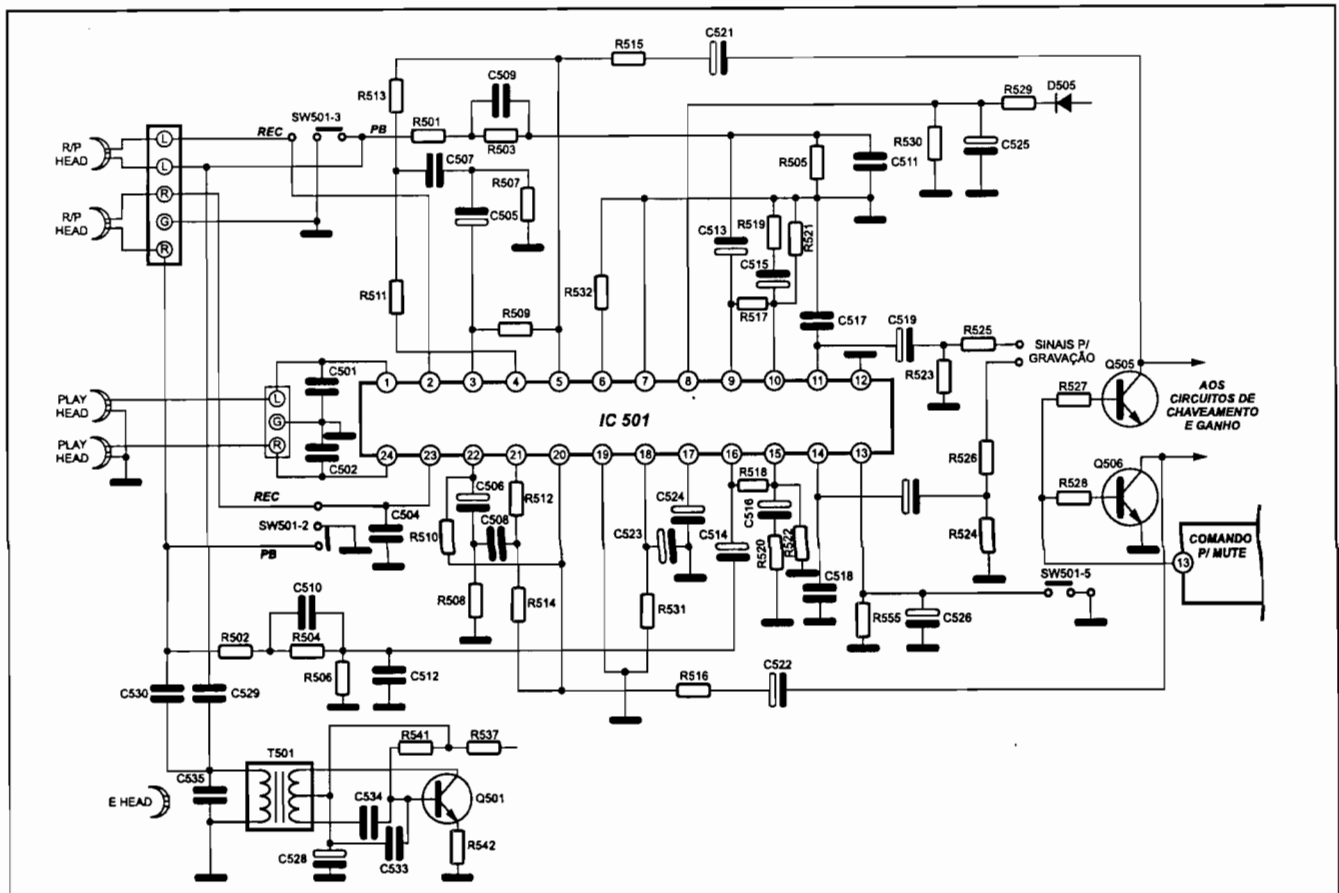 C521
R515
C509
R513
R529
D505
SW501-3
REC
PB
R501
R503
R530
C525
R/P
HEAD
L
L
R
G
R
R/P
HEAD
C507
R507
C505
R505
C511
C513
R519
R521
C515
R532
R511
R509
R517
C517
C519
R525
SINAIS P/
GRAVAÇÃO
R523
Q505
AOS
CIRCUITOS DE
CHAVEAMENTO
E GANHO
R527
PLAY
HEAD
PLAY
HEAD
L
G
R
C501
C502
1
2
3
4
5
6
7
8
9
10
11
12
IC 501
24
23
22
21
20
19
18
17
16
15
14
13
R526
R528
Q506
REC
SW501-2
PB
C504
R510
C506
C508
R512
C523
C524
C514
R518
C516
R520
R522
R524
COMANDO
P/ MUTE
13
R508
R514
R531
C518
R555
C526
SW501-5
C510
R502
R504
R506
C512
C530
C529
R516
C522
T501
R541
R537
C535
E HEAD
C534
Q501
C528
C533
R542